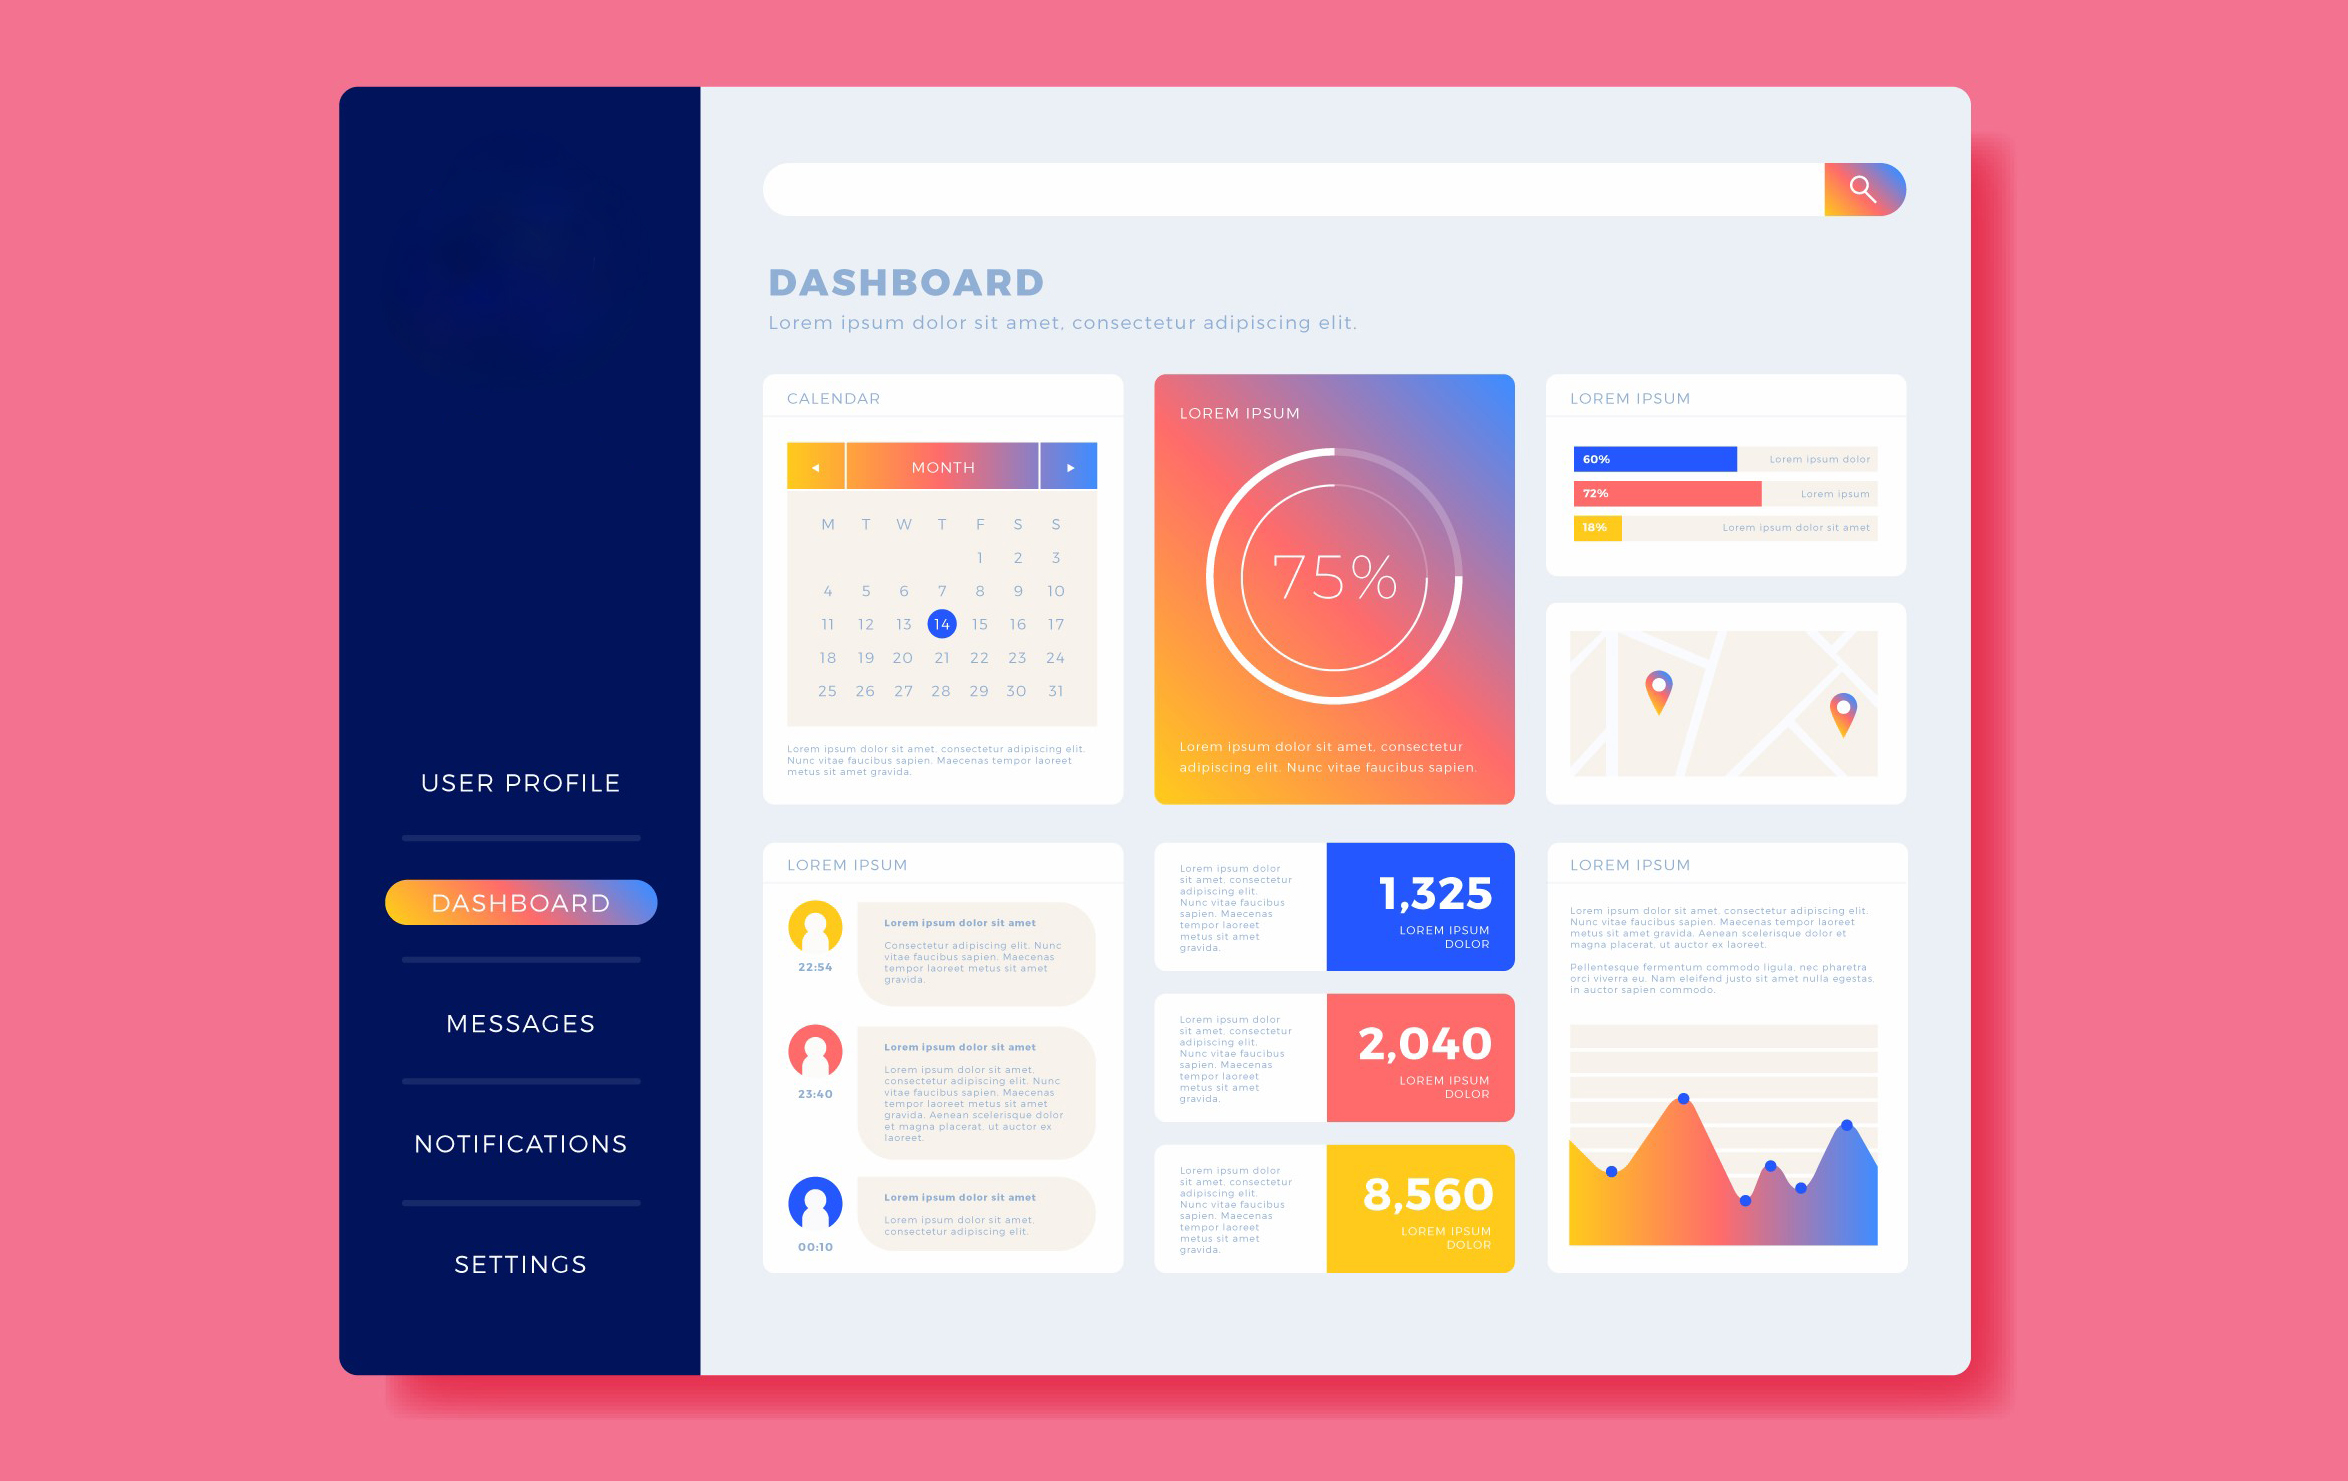 USER PROFILE
DASHBOARD
MESSAGES
NOTIFICATIONS
SETTINGS
DASHBOARD
Lorem ipsum dolor sit amet, consectetur adipiscing elit.
CALENDAR
MONTH
M T W T F S S
1 2 3
4 5 6 7 8 9 10
11 12 13 14 15 16 17
18 19 20 21 22 23 24
25 26 27 28 29 30 31
Lorem ipsum dolor sit amet, consectetur adipiscing elit.
Nunc vitae faucibus sapien. Maecenas tempor laoreet
metus sit amet gravida.
LOREM IPSUM
75%
Lorem ipsum dolor sit amet, consectetur
adipiscing elit. Nunc vitae faucibus sapien.
LOREM IPSUM
60% Lorem ipsum dolor
72% Lorem ipsum
18% Lorem ipsum dolor sit amet
LOREM IPSUM
Lorem ipsum dolor sit amet
Consectetur adipiscing elit. Nunc
vitae faucibus sapien. Maecenas
tempor laoreet metus sit amet
gravida.
22:54
Lorem ipsum dolor sit amet
Lorem ipsum dolor sit amet,
consectetur adipiscing elit. Nunc
vitae faucibus sapien. Maecenas
tempor laoreet metus sit amet
gravida. Aenean scelerisque dolor
et magna placerat, ut auctor ex
laoreet.
23:40
Lorem ipsum dolor sit amet
Lorem ipsum dolor sit amet,
consectetur adipiscing elit.
00:10
Lorem ipsum dolor
sit amet, consectetur
adipiscing elit.
Nunc vitae faucibus
sapien. Maecenas
tempor laoreet
metus sit amet
gravida.
1,325
LOREM IPSUM
DOLOR
Lorem ipsum dolor
sit amet, consectetur
adipiscing elit.
Nunc vitae faucibus
sapien. Maecenas
tempor laoreet
metus sit amet
gravida.
2,040
LOREM IPSUM
DOLOR
Lorem ipsum dolor
sit amet, consectetur
adipiscing elit.
Nunc vitae faucibus
sapien. Maecenas
tempor laoreet
metus sit amet
gravida.
8,560
LOREM IPSUM
DOLOR
LOREM IPSUM
Lorem ipsum dolor sit amet, consectetur adipiscing elit.
Nunc vitae faucibus sapien. Maecenas tempor laoreet
metus sit amet gravida. Aenean scelerisque dolor et
magna placerat, ut auctor ex laoreet.
Pellentesque fermentum commodo ligula, nec pharetra
orci viverra eu. Nam eleifend justo sit amet nulla egestas,
in auctor sapien commodo.